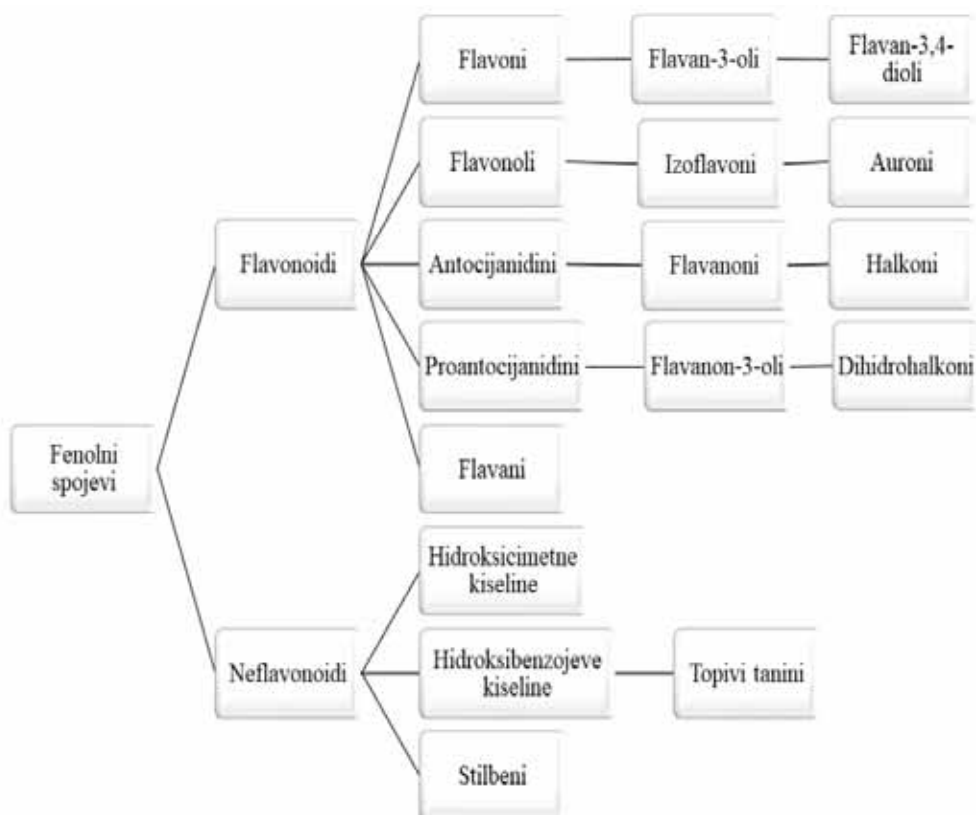 Flavoni
Flavan-3-oli
Flavan-3,4-
dioli
Flavonoli
Izoflavoni
Auroni
Flavonoidi
Antocijanidini
Flavanoni
Halkoni
Proantocijanidini
Flavanon-3-oli
Dihidrohalkoni
Fenolni
spojevi
Flavani
Hidroksicimetne
kiseline
Neflavonoidi
Hidroksibenzojeve
kiseline
Topivi tanini
Stilbeni